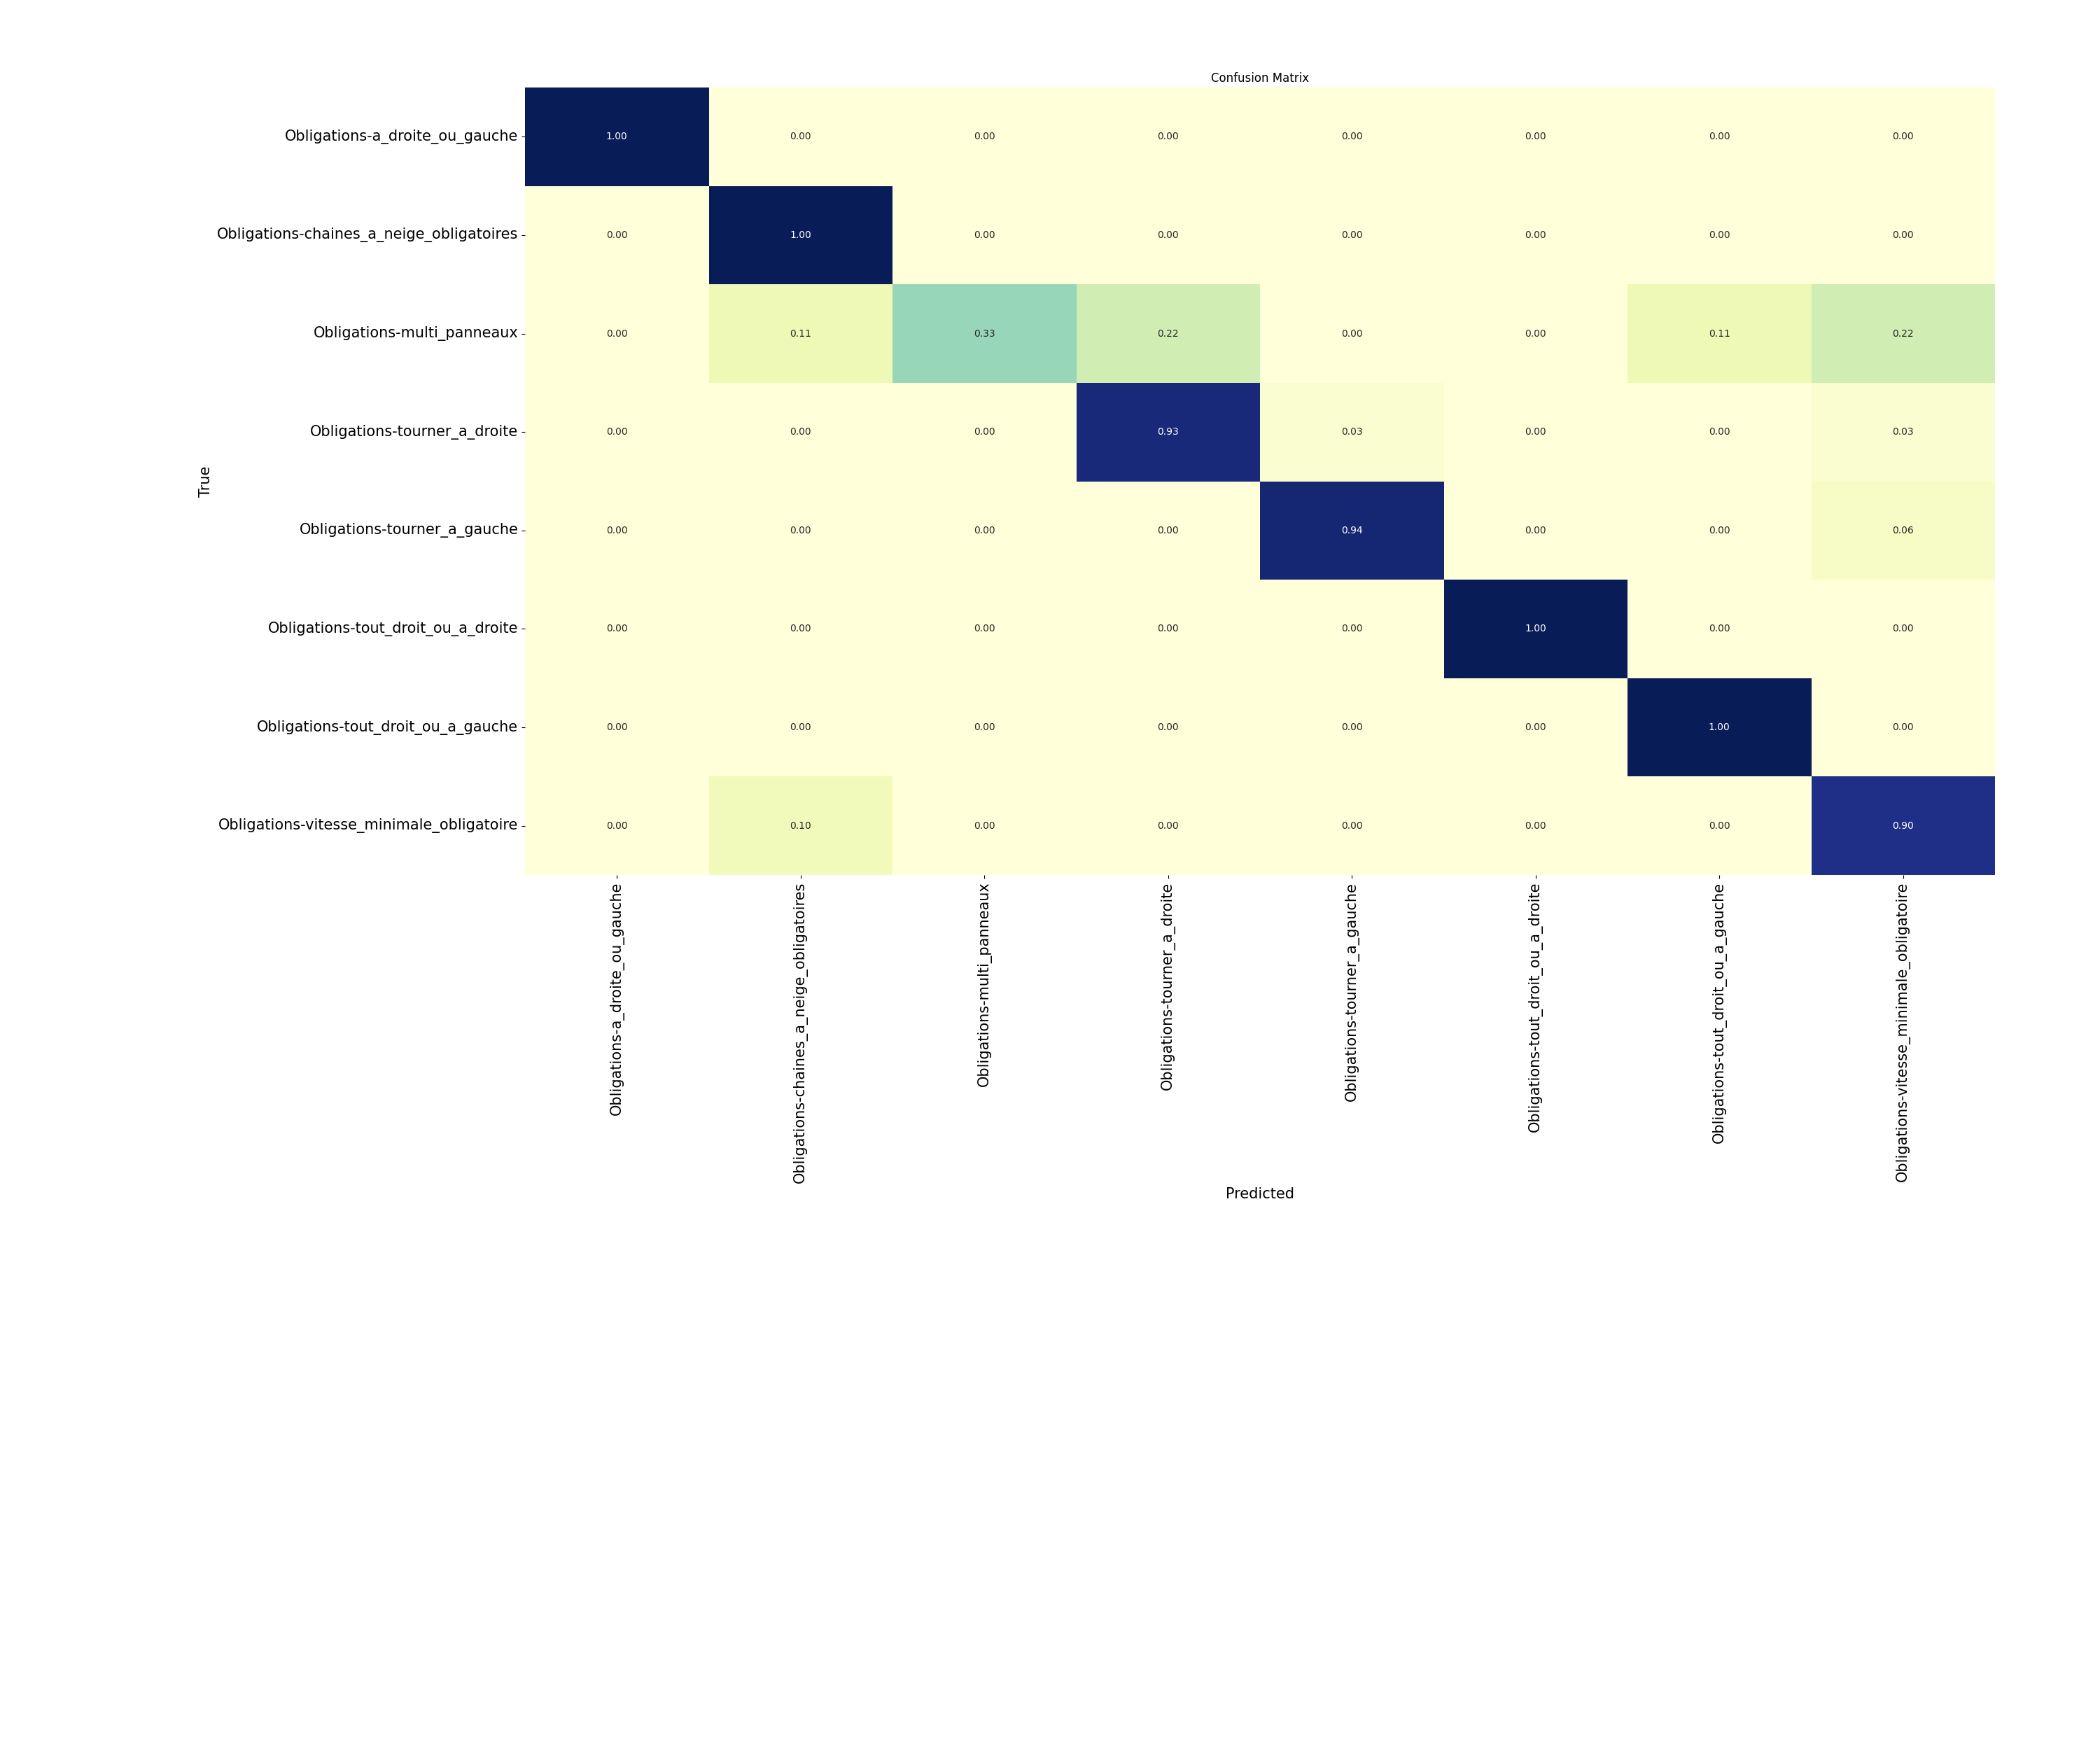 Confusion Matrix
Obligations-a_droite_ou_gauche 1.00 0.00 0.00 0.00 0.00 0.00 0.00 0.00
Obligations-chaines_a_neige_obligatoires 0.00 1.00 0.00 0.00 0.00 0.00 0.00 0.00
Obligations-multi_panneaux 0.00 0.11 0.33 0.22 0.00 0.00 0.11 0.22
Obligations-tourner_a_droite 0.00 0.00 0.00 0.93 0.03 0.00 0.00 0.03
True
Obligations-tourner_a_gauche 0.00 0.00 0.00 0.00 0.94 0.00 0.00 0.06
Obligations-tout_droit_ou_a_droite 0.00 0.00 0.00 0.00 0.00 1.00 0.00 0.00
Obligations-tout_droit_ou_a_gauche 0.00 0.00 0.00 0.00 0.00 0.00 1.00 0.00
Obligations-vitesse_minimale_obligatoire 0.00 0.10 0.00 0.00 0.00 0.00 0.00 0.90
Obligations-a_droite_ou_gauche
Obligations-chaines_a_neige_obligatoires
Obligations-multi_panneaux
Obligations-tourner_a_droite
Obligations-tourner_a_gauche
Obligations-tout_droit_ou_a_droite
Obligations-tout_droit_ou_a_gauche
Obligations-vitesse_minimale_obligatoire
Predicted